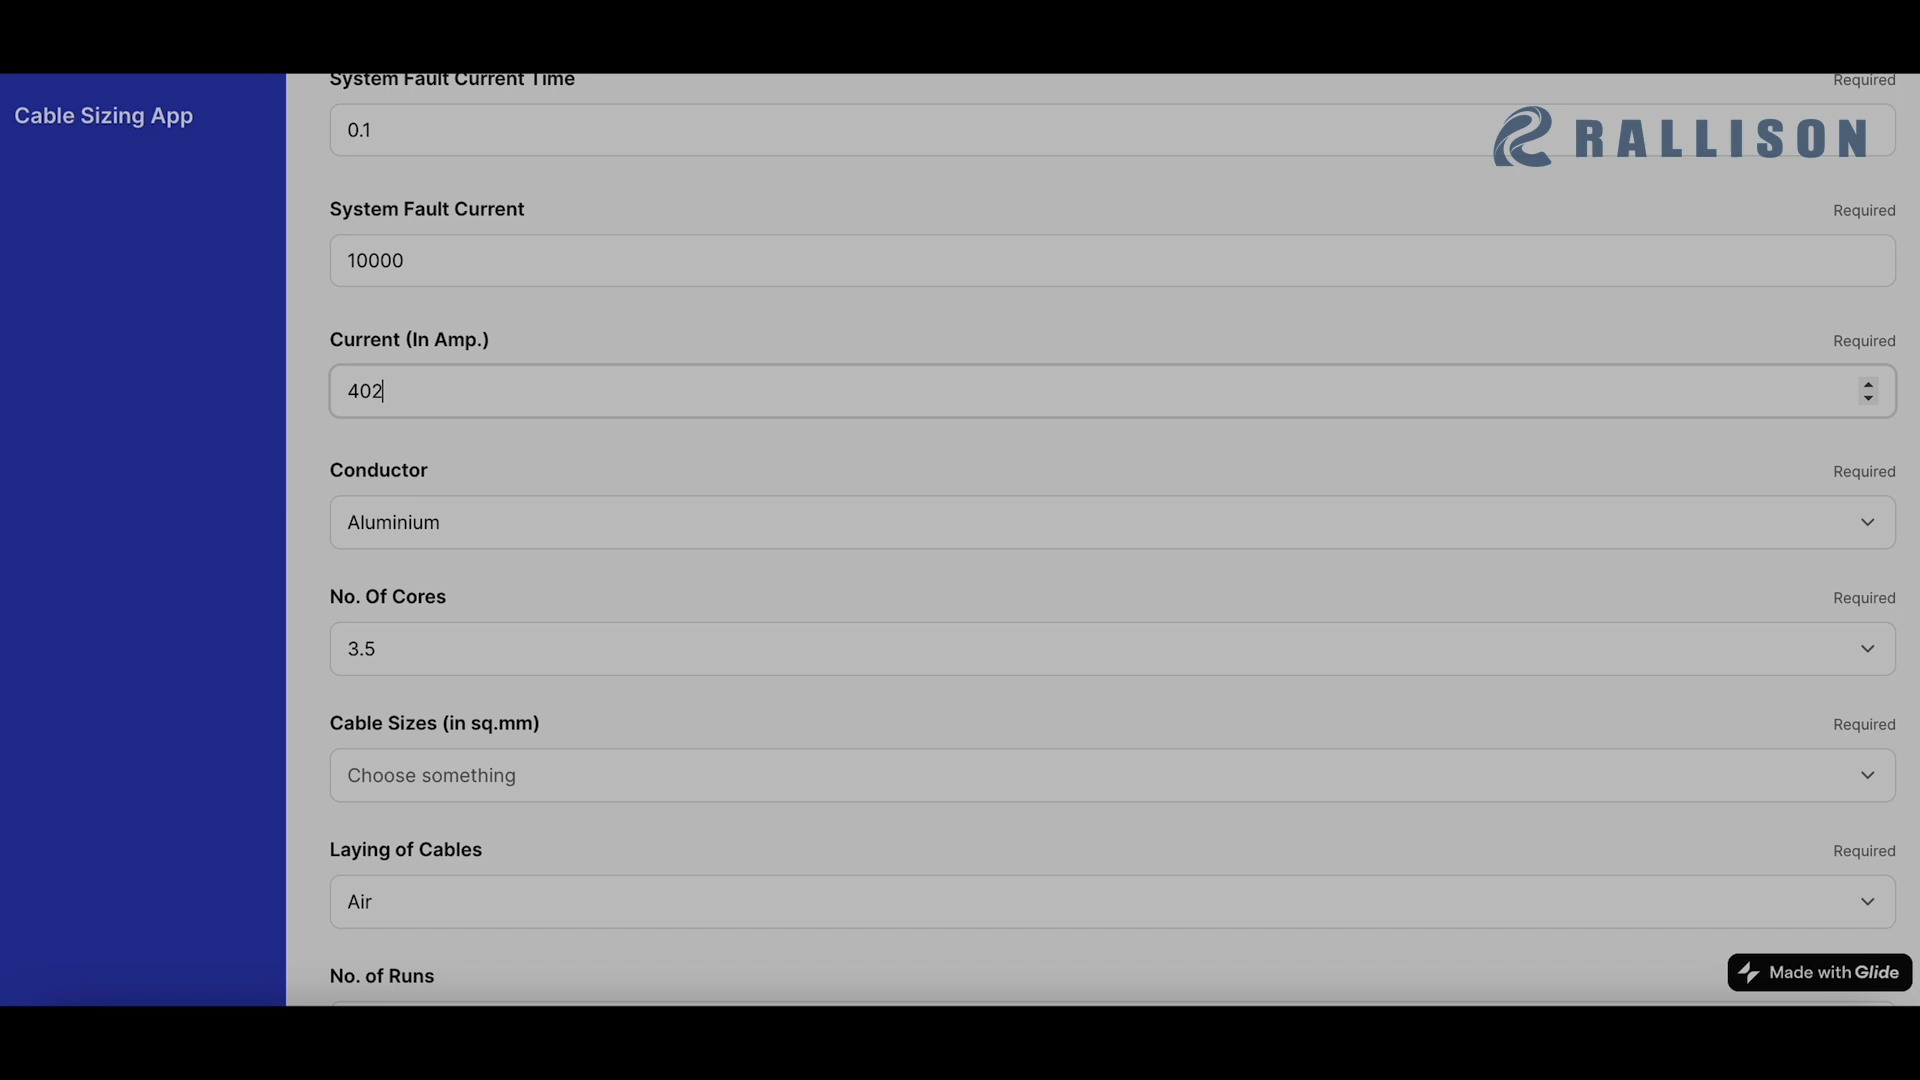 System Fault Current Time
Required
Cable Sizing App
0.1
RALLISON
System Fault Current
Required
10000
Current (In Amp.)
Required
402
Conductor
Required
Aluminium
No. Of Cores
Required
3.5
Cable Sizes (in sq.mm)
Required
Choose something
Laying of Cables
Required
Air
No. of Runs
Made with Glide